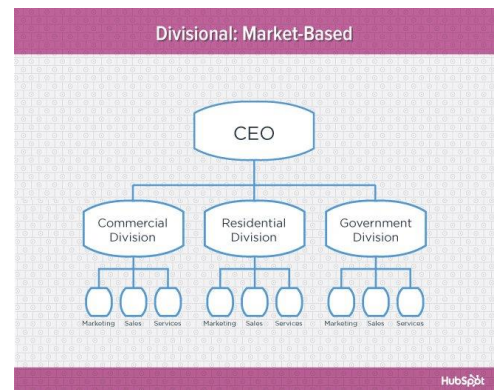 Divisional: Market-Based
CEO
Commercial
Division
Residential
Division
Government
Division
Marketing Sales Services
Marketing Sales Services
Marketing Sales Services
HubSpot